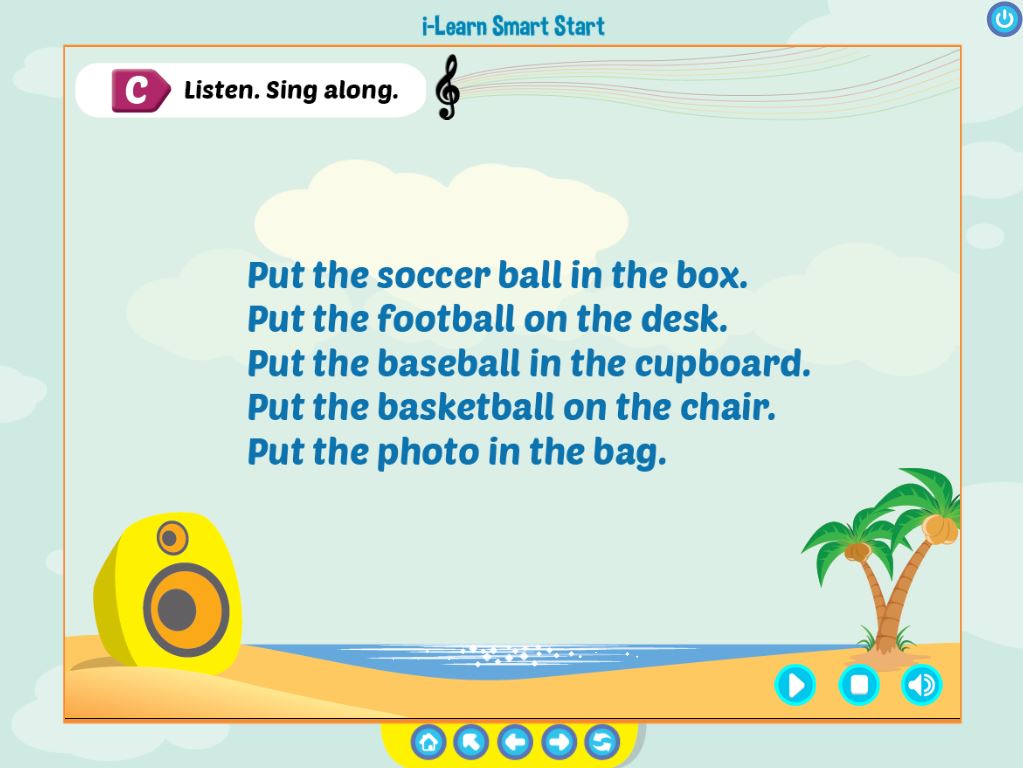 i-Learn Smart Start
C Listen. Sing along.
Put the soccer ball in the box.
Put the football on the desk.
Put the baseball in the cupboard.
Put the basketball on the chair.
Put the photo in the bag.